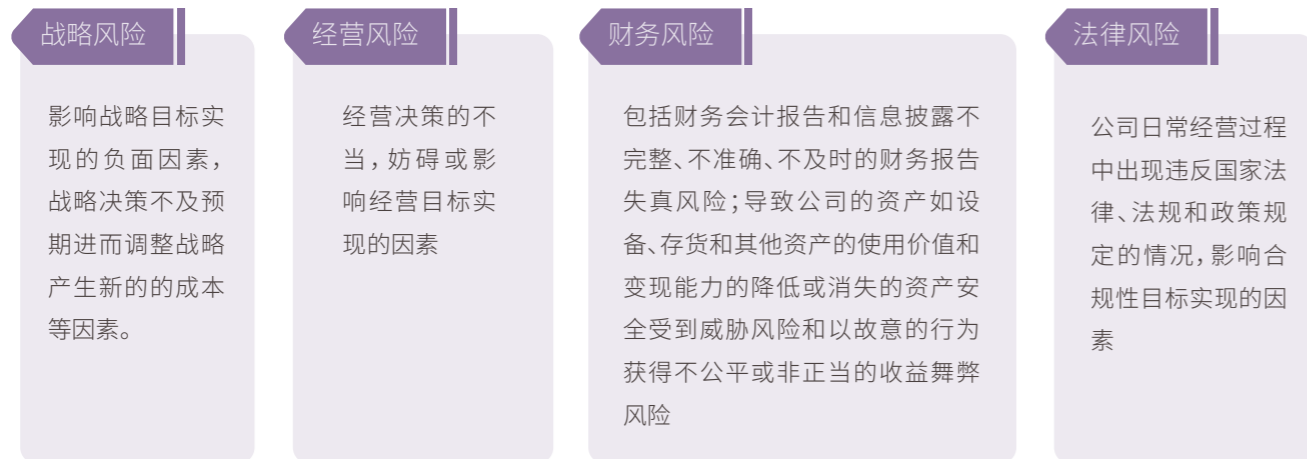 战略风险
影响战略目标实
现的负面因素，
战略决策不及预
期进而调整战略
产生新的的成本
等因素。
经营风险
经营决策的不
当，妨碍或影
响经营目标实
现的因素
财务风险
包括财务会计报告和信息披露不
完整、不准确、不及时的财务报告
失真风险；导致公司的资产如设
备、存货和其他资产的使用价值和
变现能力的降低或消失的资产安
全受到威胁风险和以故意的行为
获得不公平或非正当的收益舞弊
风险
法律风险
公司日常经营过程
中出现违反国家法
律、法规和政策规
定的情况，影响合
规性目标实现的因
素